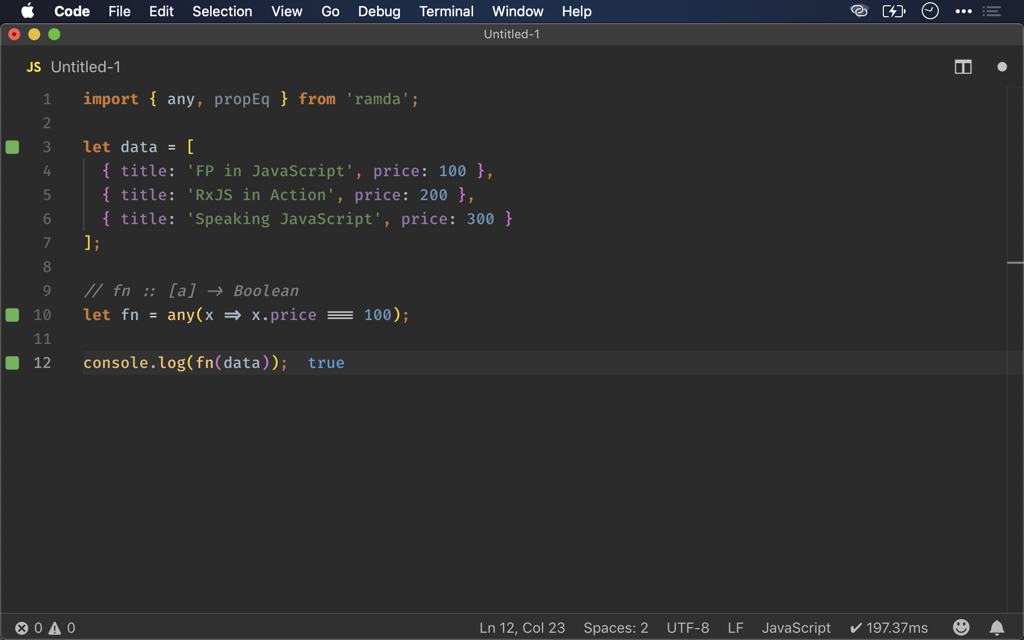 Code File Edit Selection View Go Debug Terminal Window Help
Untitled-1
JS Untitled-1
1 import { any, propEq } from 'ramda';
2
3 let data = [
4 { title: 'FP in JavaScript', price: 100 },
5 { title: 'RxJS in Action', price: 200 },
6 { title: 'Speaking JavaScript', price: 300 }
7 ];
8
9 // fn :: [a] -> Boolean
10 let fn = any(x => x.price === 100);
11
12 console.log(fn(data)); true
0 0 Ln 12, Col 23 Spaces: 2 UTF-8 LF JavaScript ✔ 197.37ms